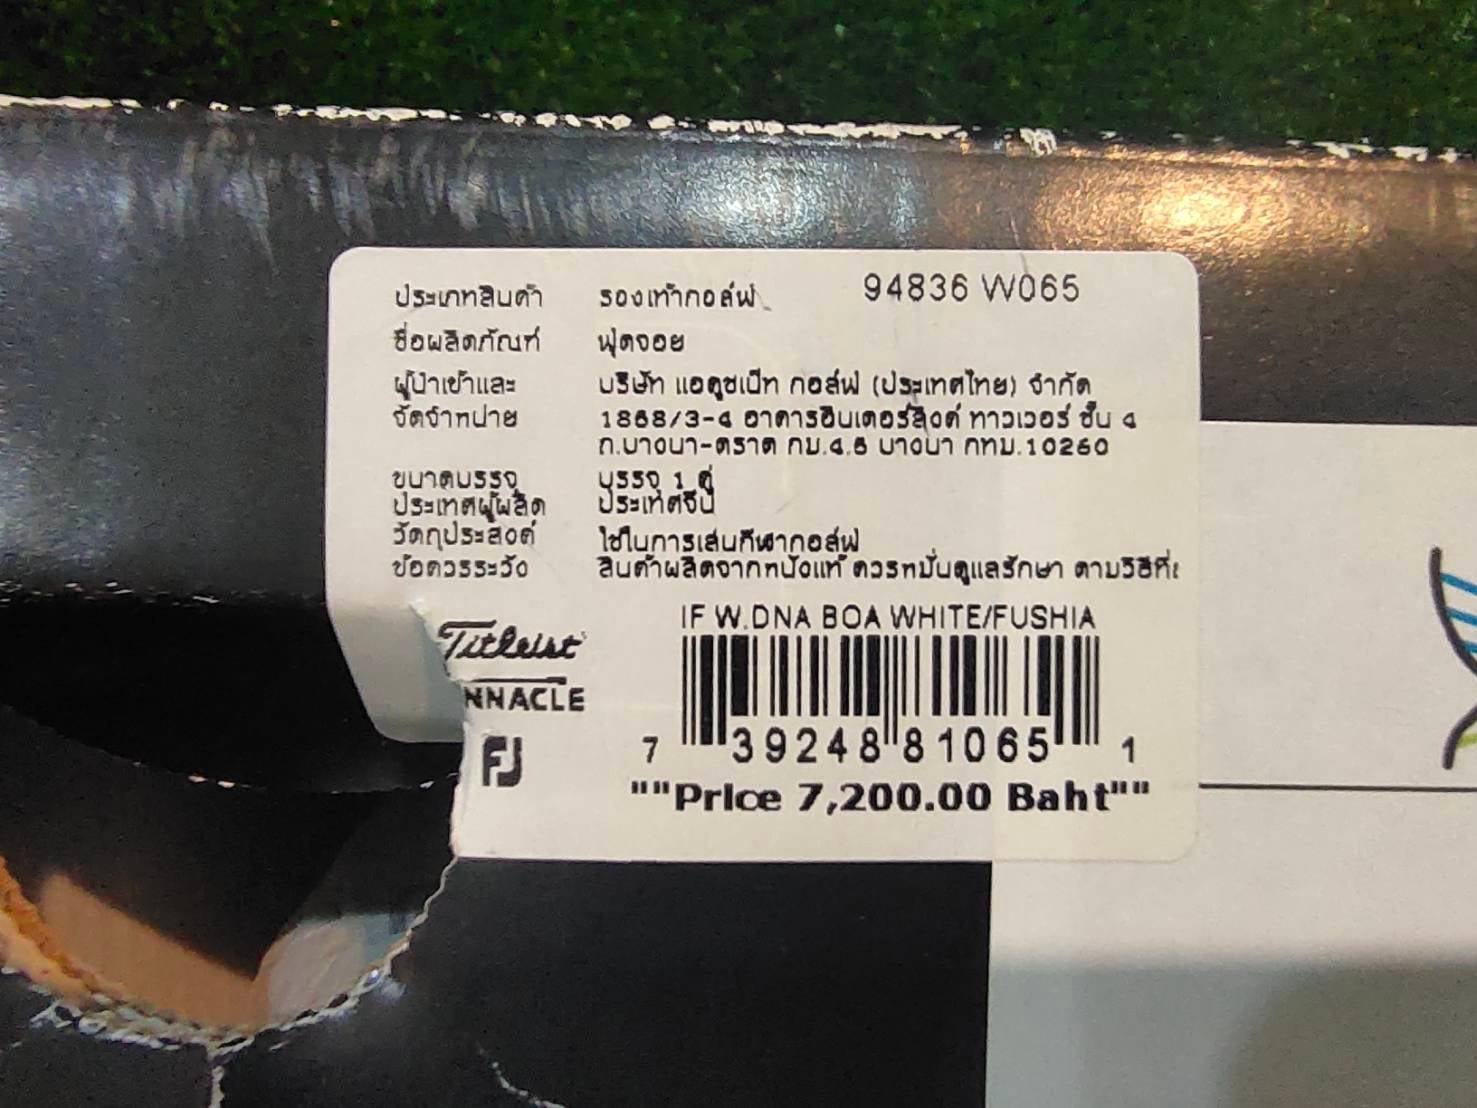 ประเภทสินค้า รองเท้ากอล์ฟ 94836 W065
ชื่อผลิตภัณฑ์ ฟุตจอย
ผู้นำเข้าและ บริษัท แอคูชเน็ท กอล์ฟ (ประเทศไทย) จำกัด
จัดจำหน่าย 1868/3-4 อาคารอินเตอร์ลิงค์ ทาวเวอร์ ชั้น 4
ถ.บางนา-ตราด กม.4.5 บางนา กทม.10260
ขนาดบรรจุ บรรจุ 1 คู่
ประเทศผู้ผลิต ประเทศจีน
วัตถุประสงค์ ใช้ในการเล่นกีฬากอล์ฟ
ข้อควรระวัง สินค้าผลิตจากหนังแท้ ควรหมั่นดูแลรักษา ตามวิธีที่
IF W.DNA BOA WHITE/FUSHIA
Titleist
NNACLE
FJ
7 39248 81065 1
""Price 7,200.00 Baht""